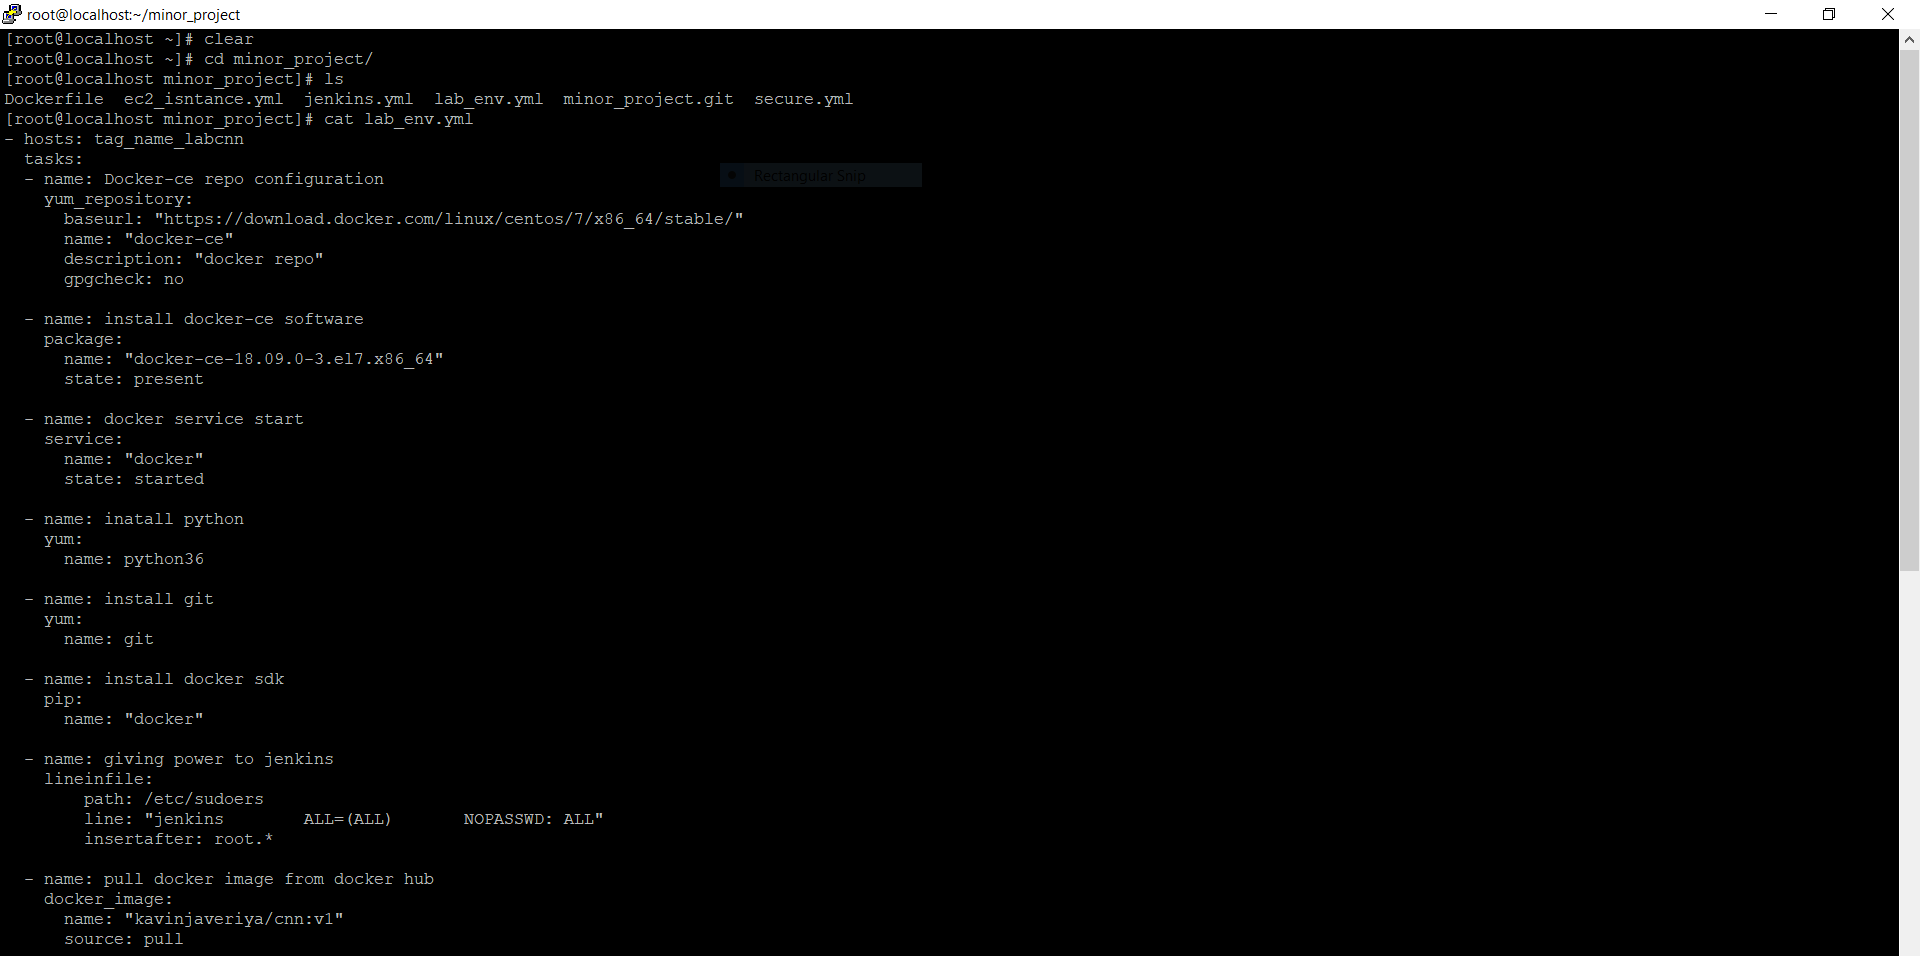 root@localhost:~/minor_project
[root@localhost ~]# clear
[root@localhost ~]# cd minor_project/
[root@localhost minor_project]# ls
Dockerfile  ec2_isntance.yml  jenkins.yml  lab_env.yml  minor_project.git  secure.yml
[root@localhost minor_project]# cat lab_env.yml
- hosts: tag_name_labcnn
  tasks:
  - name: Docker-ce repo configuration
    yum_repository:
      baseurl: "https://download.docker.com/linux/centos/7/x86_64/stable/"
      name: "docker-ce"
      description: "docker repo"
      gpgcheck: no

  - name: install docker-ce software
    package:
      name: "docker-ce-18.09.0-3.el7.x86_64"
      state: present

  - name: docker service start
    service:
      name: "docker"
      state: started

  - name: inatall python
    yum:
      name: python36

  - name: install git
    yum:
      name: git

  - name: install docker sdk
    pip:
      name: "docker"

  - name: giving power to jenkins
    lineinfile:
        path: /etc/sudoers
        line: "jenkins        ALL=(ALL)       NOPASSWD: ALL"
        insertafter: root.*

  - name: pull docker image from docker hub
    docker_image:
      name: "kavinjaveriya/cnn:v1"
      source: pull
Rectangular Snip